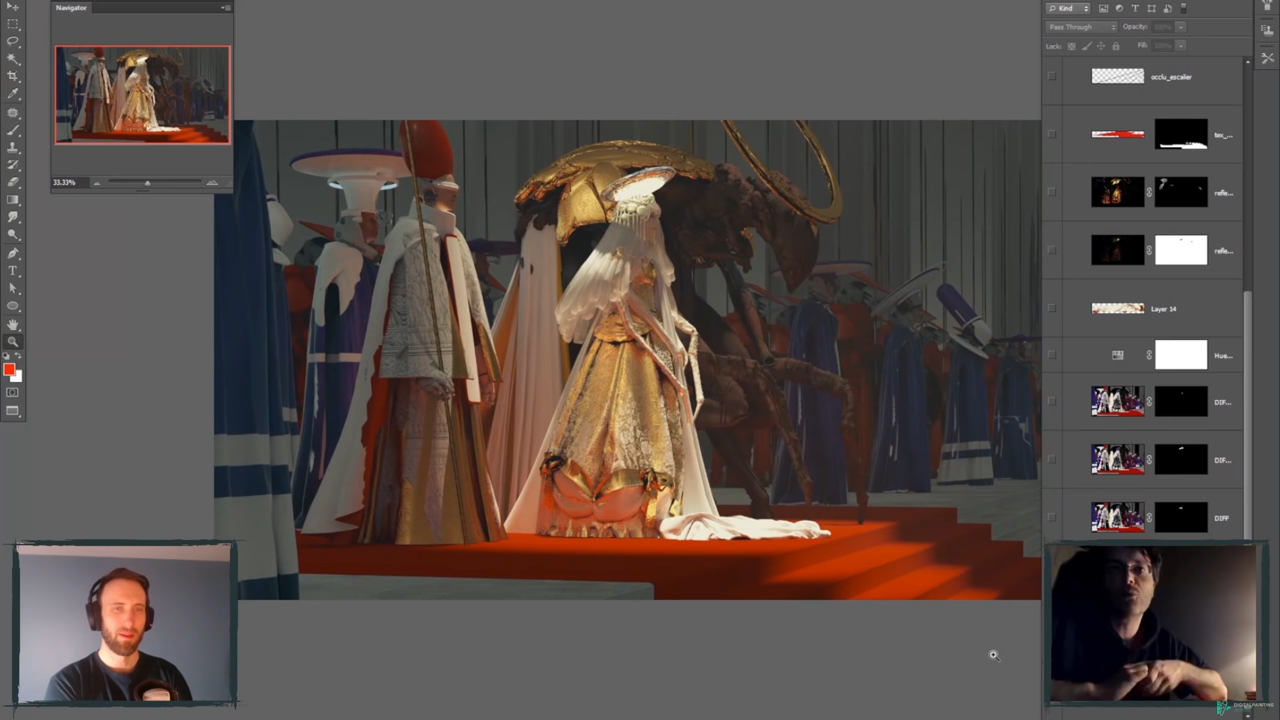 Navigator
33.33%
Kind
Pass Through
Opacity:
Lock:
Fill:
occlu_escalier
tex_...
refle...
refle...
Layer 14
Hue...
DIF...
DIF...
DIFF
DIGITALPAINTING